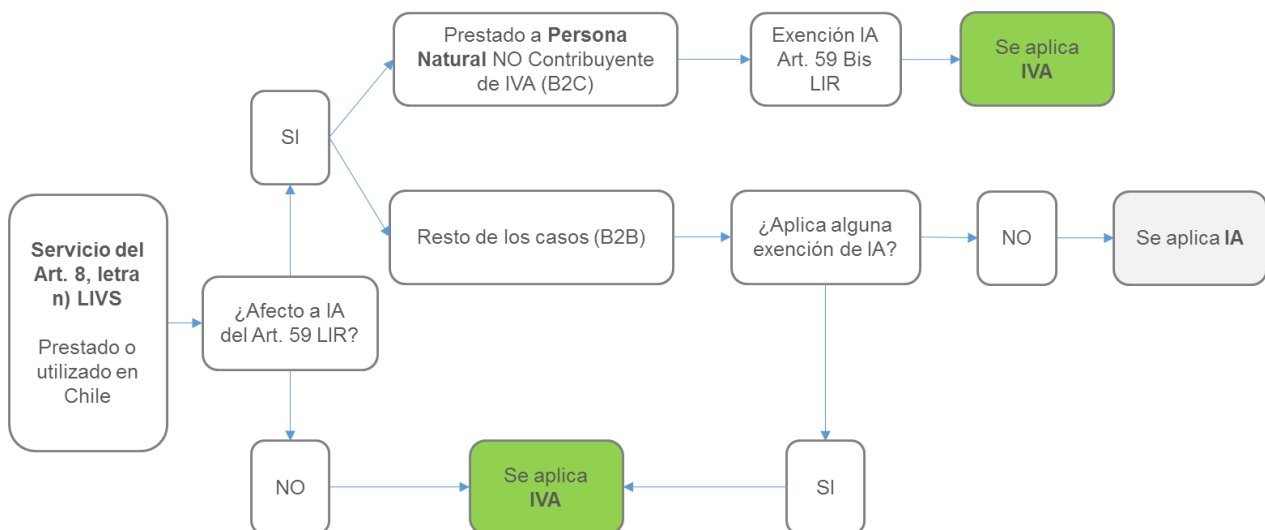 Prestado a Persona
Natural NO Contribuyente
de IVA (B2C)
Exención IA
Art. 59 Bis
LIR
Se aplica
IVA
SI
Servicio del
Art. 8, letra
n) LIVS
Prestado o
utilizado en
Chile
¿Afecto a IA
del Art. 59 LIR?
Resto de los casos (B2B)
¿Aplica alguna
exención de IA?
NO
Se aplica IA
NO
Se aplica
IVA
SI